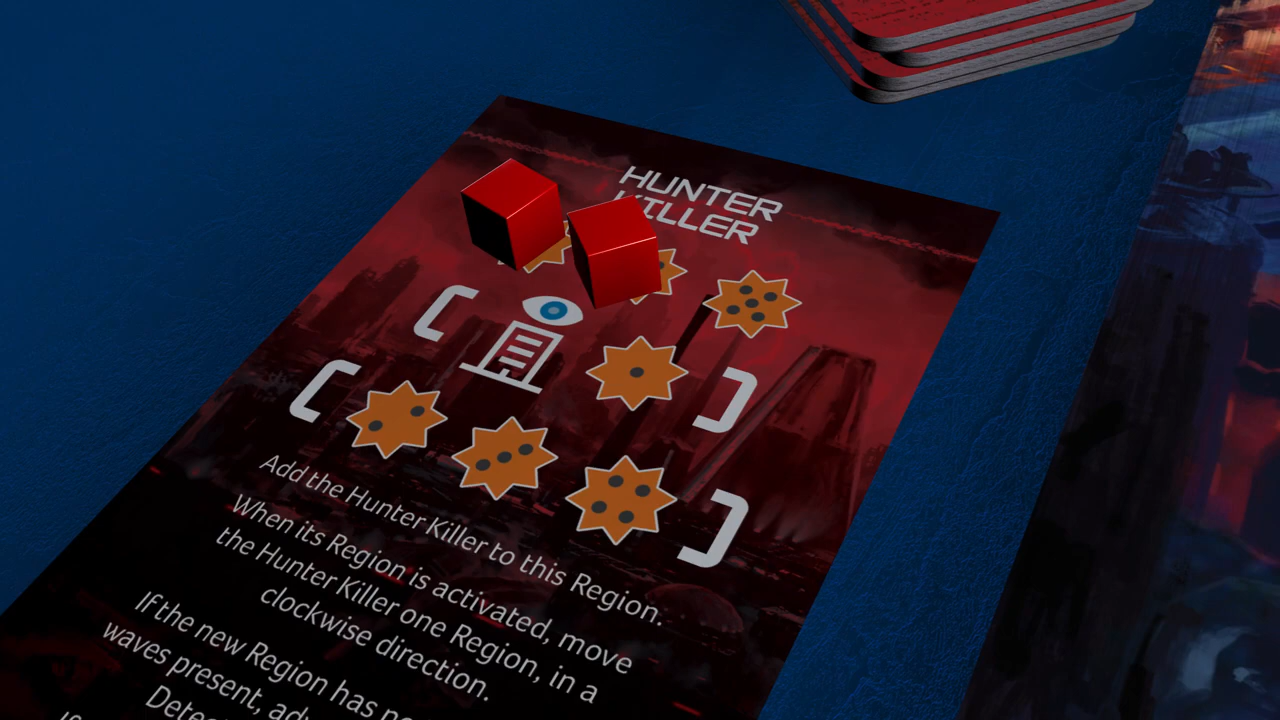 HUNTER
KILLER
Add the Hunter Killer to this Region.
When its Region is activated, move
the Hunter Killer one Region, in a
clockwise direction.
If the new Region has
waves present,